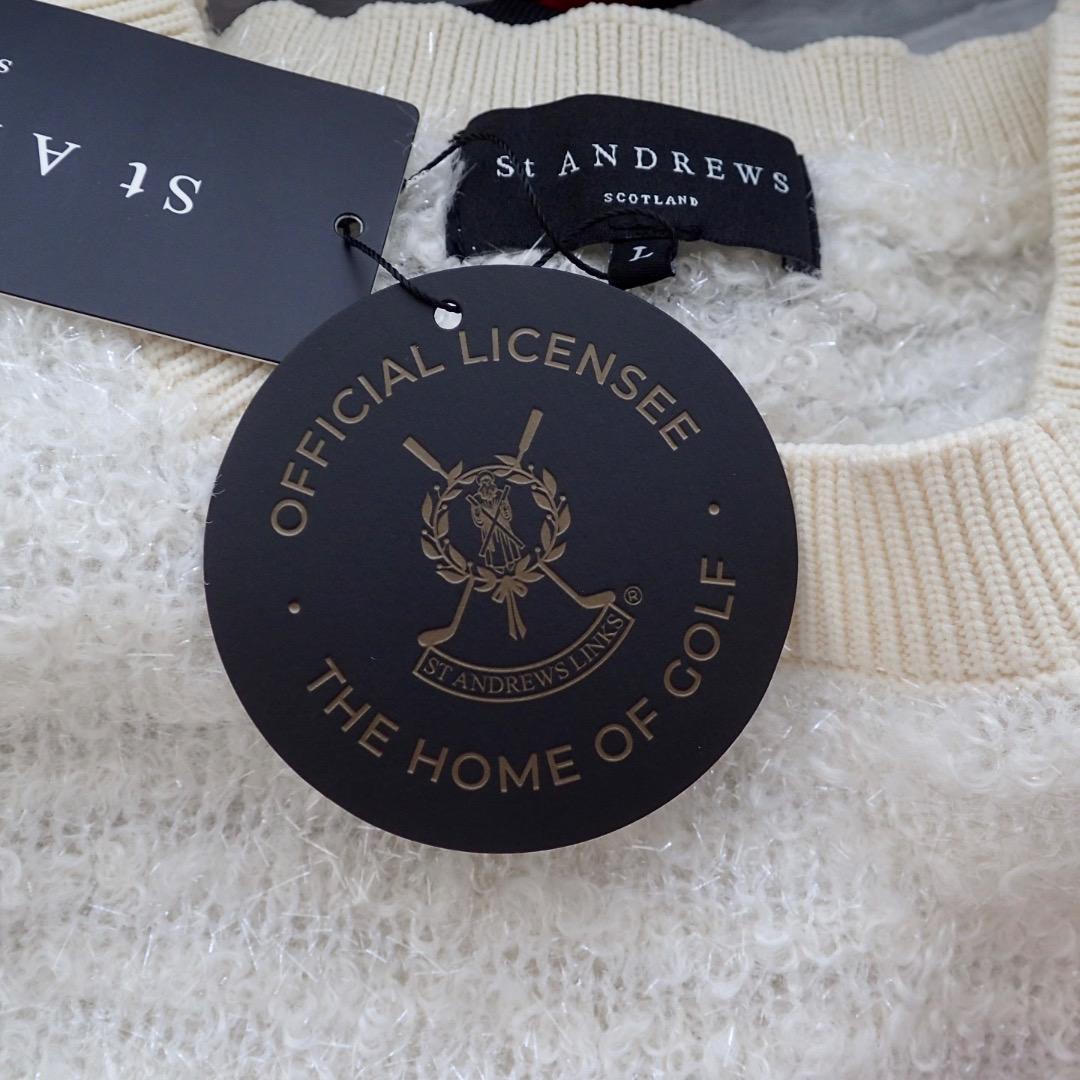 St A
St ANDREWS
SCOTLAND
L
OFFICIAL LICENSEE
ST ANDREWS LINKS ®
THE HOME OF GOLF